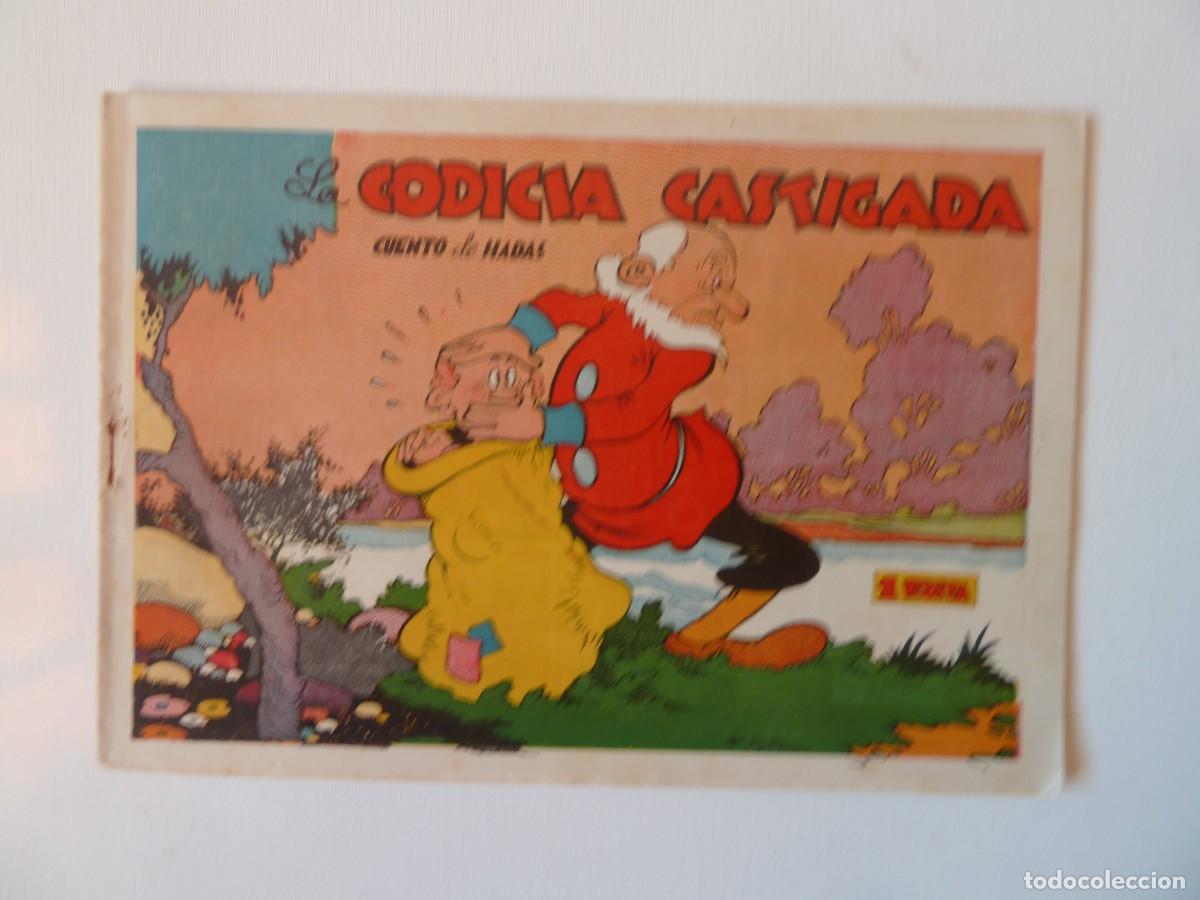 La CODICIA CASTIGADA
CUENTO de HADAS
1 PESETA
todocoleccion